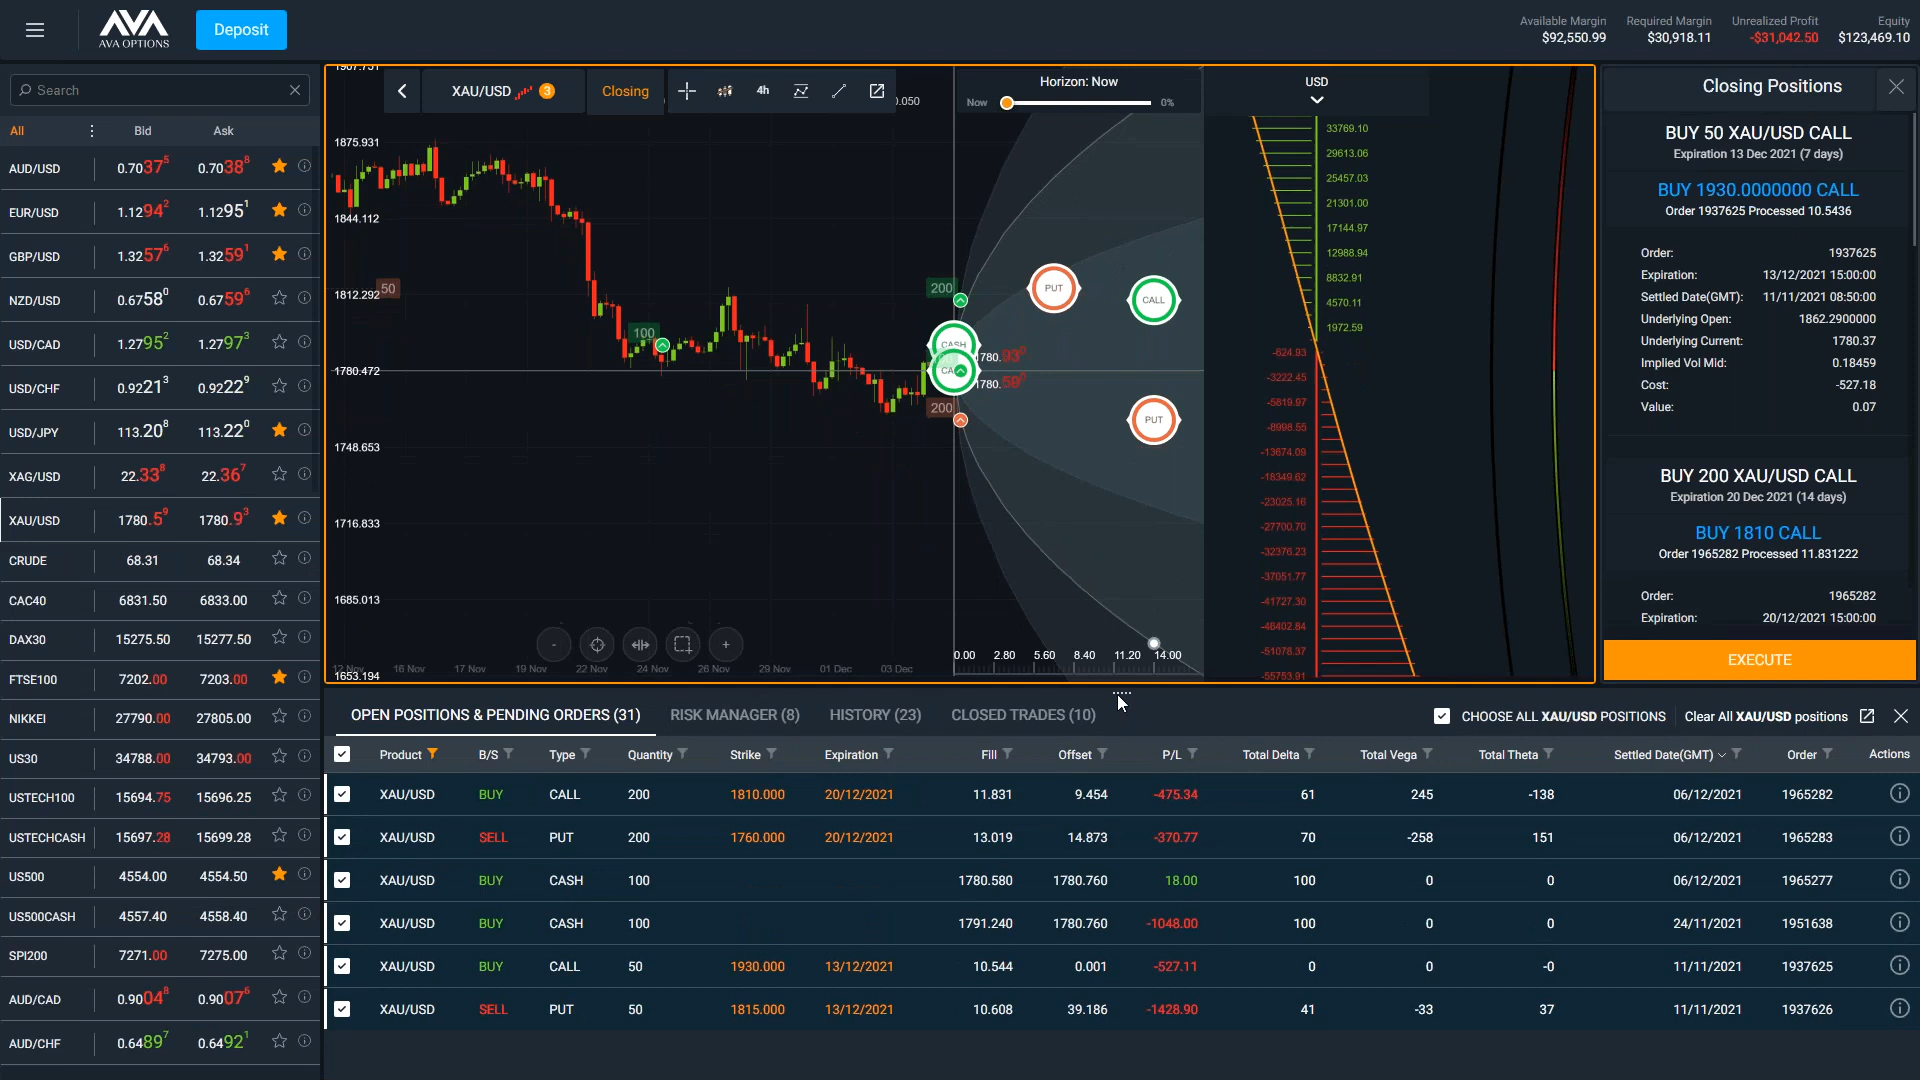 AVA
AVA OPTIONS
Deposit
Available Margin
$92,550.99
Required Margin
$30,918.11
Unrealized Profit
-$31,042.50
Equity
$123,469.10
Search
All Bid Ask
AUD/USD 0.70375 0.70388
EUR/USD 1.12942 1.12951
GBP/USD 1.32576 1.32591
NZD/USD 0.67580 0.67596
USD/CAD 1.27952 1.27973
USD/CHF 0.92213 0.92229
USD/JPY 113.208 113.220
XAG/USD 22.338 22.367
XAU/USD 1780.59 1780.93
CRUDE 68.31 68.34
CAC40 6831.50 6833.00
DAX30 15275.50 15277.50
FTSE100 7202.00 7203.00
NIKKEI 27790.00 27805.00
US30 34788.00 34793.00
USTECH100 15694.75 15696.25
USTECHCASH 15697.28 15699.28
US500 4554.00 4554.50
US500CASH 4557.40 4558.40
SPI200 7271.00 7275.00
AUD/CAD 0.90048 0.90076
AUD/CHF 0.64897 0.64921
XAU/USD 3
Closing
4h
Horizon: Now
Now 0%
USD
1875.931
1844.112
1812.292
1780.472
1748.653
1716.833
1685.013
1653.194
50
100
200
200
PUT
CALL
CASH
PUT
1780.930
1780.590
12 Nov 16 Nov 17 Nov 19 Nov 22 Nov 24 Nov 26 Nov 29 Nov 01 Dec 03 Dec
- +
0.00 2.80 5.60 8.40 11.20 14.00
33769.10
29613.06
25457.03
21301.00
17144.97
12988.94
8832.91
4570.11
1972.59
-624.93
-3222.45
-5819.97
-8998.55
-13674.09
-18349.62
-23025.16
-27700.70
-32376.23
-37051.77
-41727.30
-46402.84
-51078.37
-55753.91
Closing Positions
BUY 50 XAU/USD CALL
Expiration 13 Dec 2021 (7 days)
BUY 1930.0000000 CALL
Order 1937625 Processed 10.5436
Order: 1937625
Expiration: 13/12/2021 15:00:00
Settled Date(GMT): 11/11/2021 08:50:00
Underlying Open: 1862.2900000
Underlying Current: 1780.37
Implied Vol Mid: 0.18459
Cost: -527.18
Value: 0.07
BUY 200 XAU/USD CALL
Expiration 20 Dec 2021 (14 days)
BUY 1810 CALL
Order 1965282 Processed 11.831222
Order: 1965282
Expiration: 20/12/2021 15:00:00
EXECUTE
OPEN POSITIONS & PENDING ORDERS (31) RISK MANAGER (8) HISTORY (23) CLOSED TRADES (10)
CHOOSE ALL XAU/USD POSITIONS Clear All XAU/USD positions
Product B/S Type Quantity Strike Expiration Fill Offset P/L Total Delta Total Vega Total Theta Settled Date(GMT) Order Actions
XAU/USD BUY CALL 200 1810.000 20/12/2021 11.831 9.454 -475.34 61 245 -138 06/12/2021 1965282
XAU/USD SELL PUT 200 1760.000 20/12/2021 13.019 14.873 -370.77 70 -258 151 06/12/2021 1965283
XAU/USD BUY CASH 100 1780.580 1780.760 18.00 100 0 0 06/12/2021 1965277
XAU/USD BUY CASH 100 1791.240 1780.760 -1048.00 100 0 0 24/11/2021 1951638
XAU/USD BUY CALL 50 1930.000 13/12/2021 10.544 0.001 -527.11 0 0 -0 11/11/2021 1937625
XAU/USD SELL PUT 50 1815.000 13/12/2021 10.608 39.186 -1428.90 41 -33 37 11/11/2021 1937626